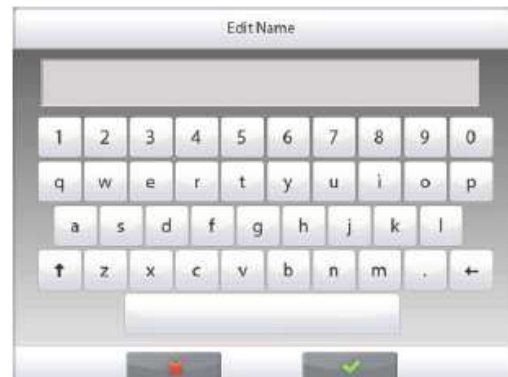 Edit Name
1 2 3 4 5 6 7 8 9 0
q w e r t y u i o p
a s d f g h j k l
z x c v b n m .